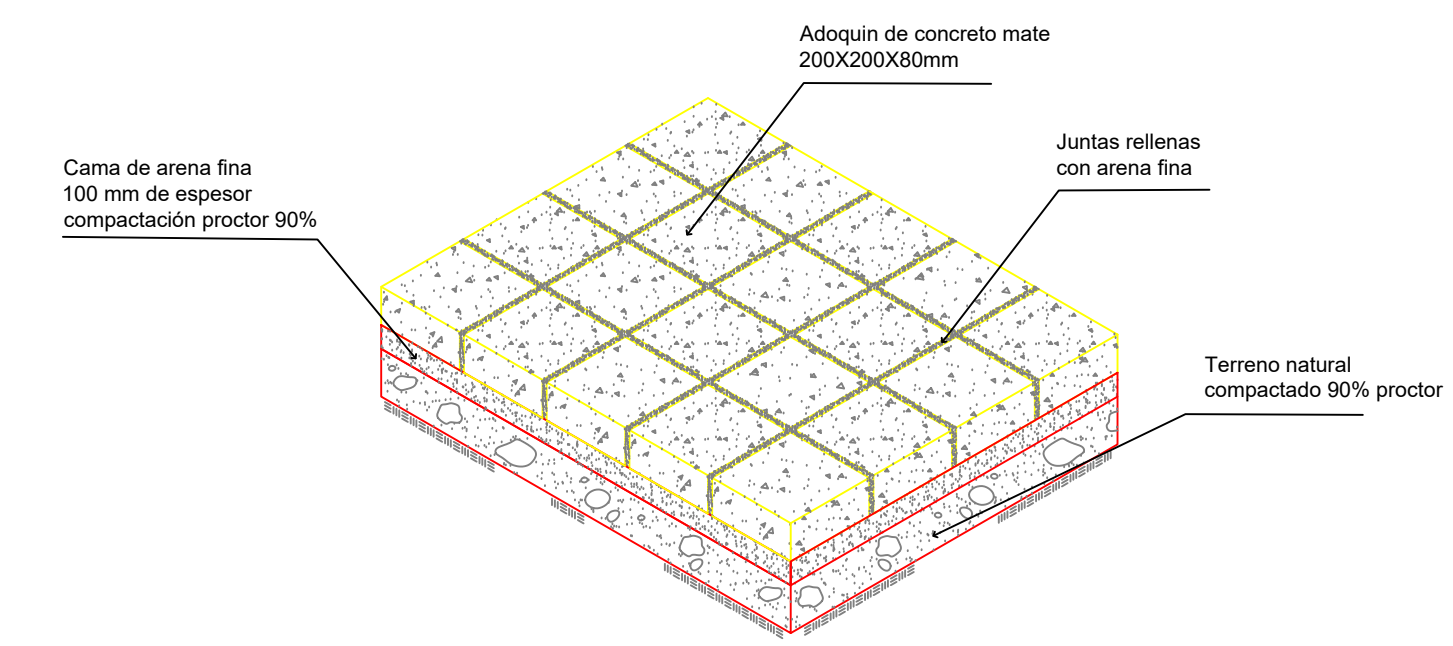 Adoquin de concreto mate
200X200X80mm
Juntas rellenas
con arena fina
Cama de arena fina
100 mm de espesor
compactación proctor 90%
Terreno natural
compactado 90% proctor